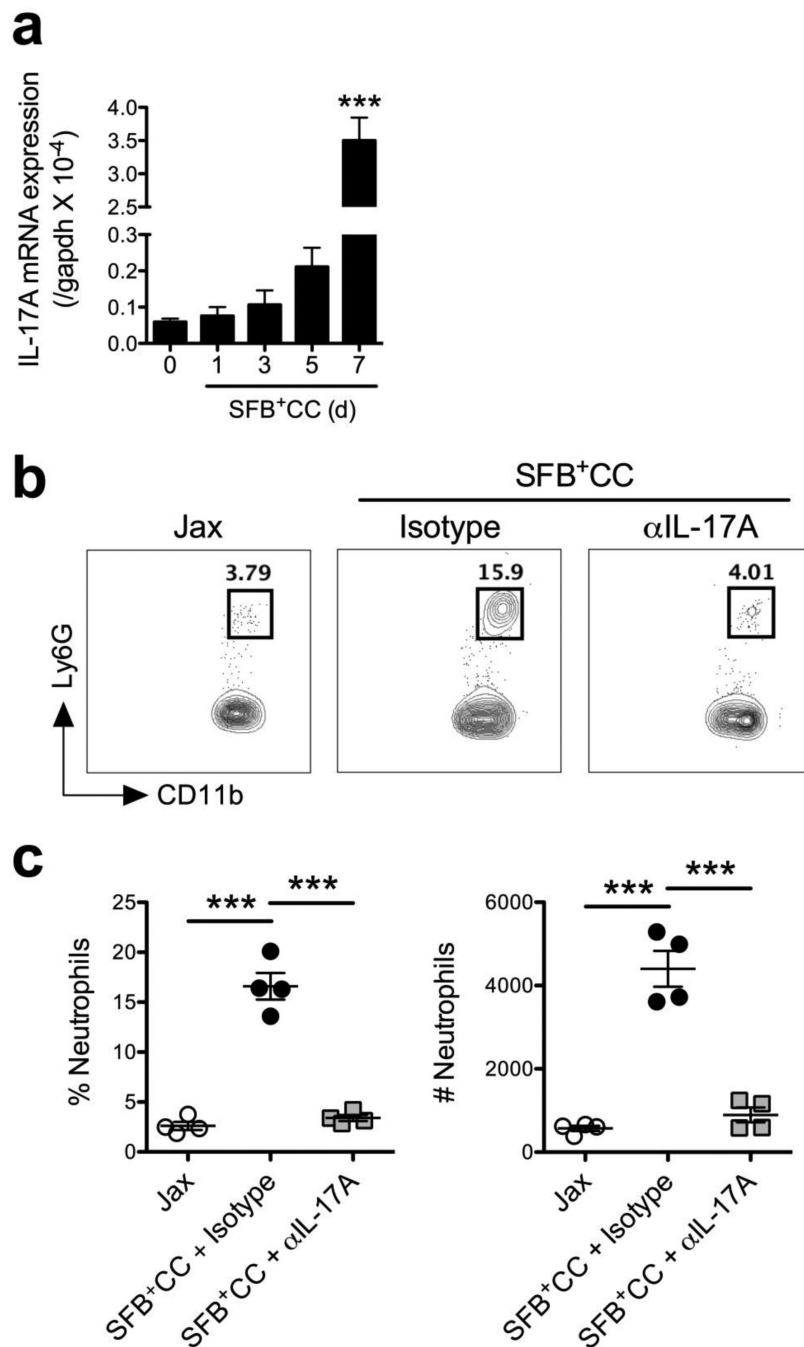 a
IL-17A mRNA expression
(/gapdh X 10⁻⁴)
4.0
3.5
3.0
2.5
0.3
0.2
0.1
0.0
***
0 1 3 5 7
SFB⁺CC (d)
b
SFB⁺CC
Jax Isotype αIL-17A
3.79 15.9 4.01
Ly6G
CD11b
c
% Neutrophils
25
20
15
10
5
0
*** ***
Jax
SFB⁺CC + Isotype
SFB⁺CC + αIL-17A
# Neutrophils
6000
4000
2000
0
*** ***
Jax
SFB⁺CC + Isotype
SFB⁺CC + αIL-17A